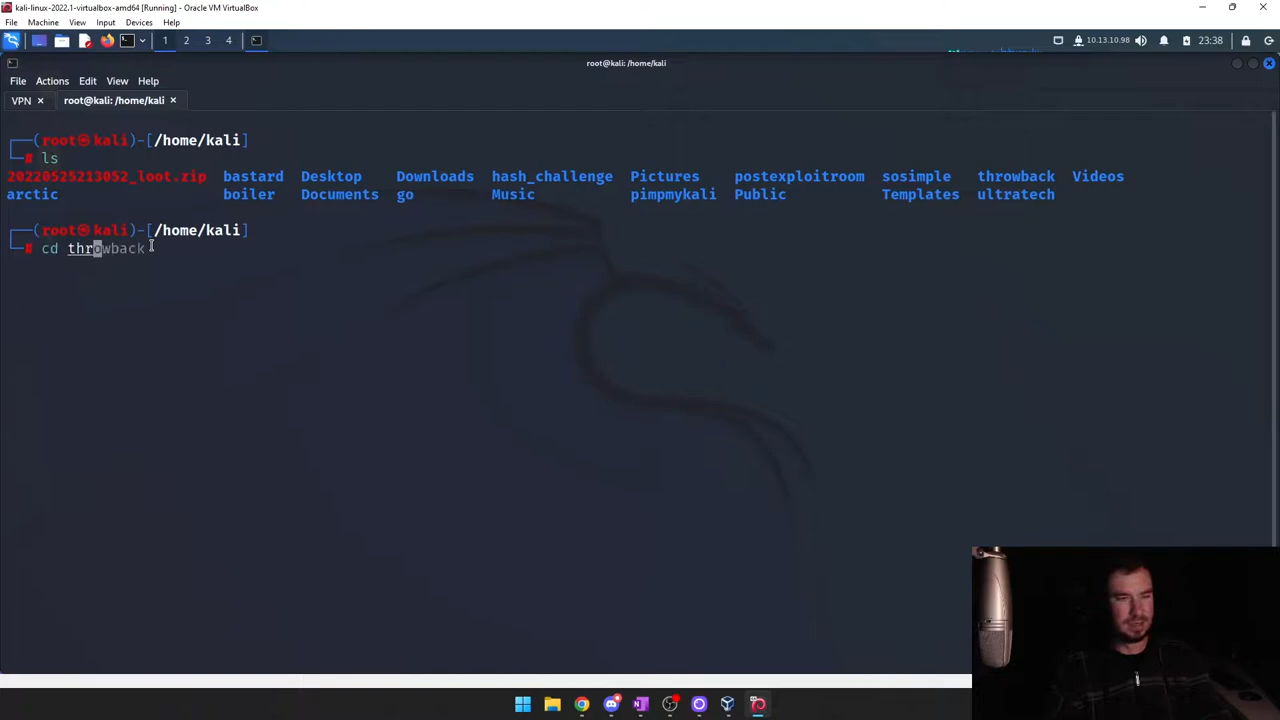 kali-linux-2022.1-virtualbox-amd64 [Running] - Oracle VM VirtualBox
File Machine View Input Devices Help
1 2 3 4 10.13.10.98 23:38
root@kali: /home/kali
File Actions Edit View Help
VPN root@kali: /home/kali
(root㉿kali)-[/home/kali]
# ls
20220525213052_loot.zip bastard Desktop Downloads hash_challenge Pictures postexploitroom sosimple throwback Videos
arctic boiler Documents go Music pimpmykali Public Templates ultratech
(root㉿kali)-[/home/kali]
# cd throwback